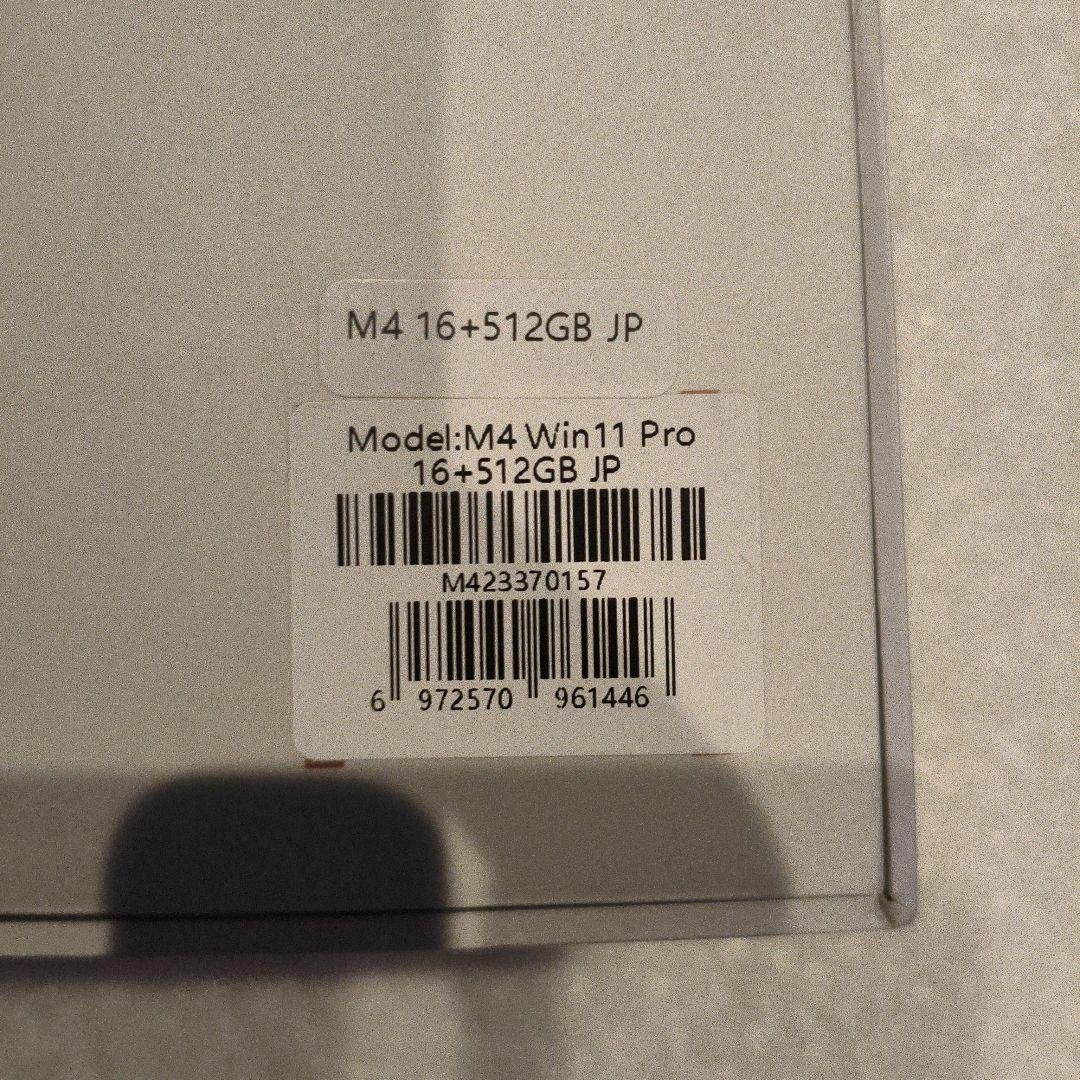 M4 16+512GB JP
Model:M4 Win11 Pro
16+512GB JP
M423370157
6 972570 961446